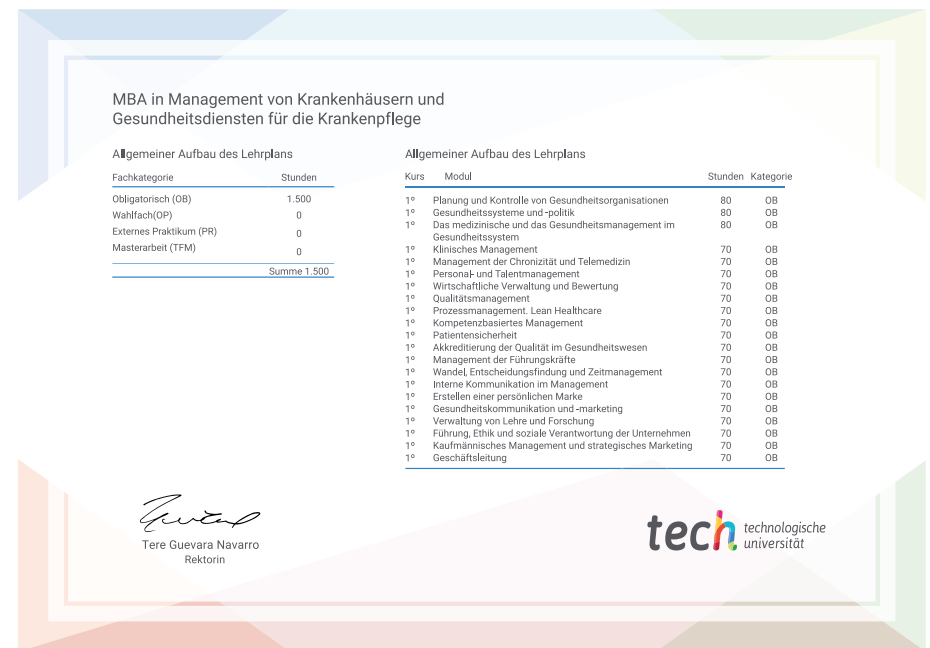 MBA in Management von Krankenhäusern und
Gesundheitsdiensten für die Krankenpflege
Allgemeiner Aufbau des Lehrplans
Fachkategorie Stunden
Obligatorisch (OB) 1.500
Wahlfach(OP) 0
Externes Praktikum (PR) 0
Masterarbeit (TFM) 0
Summe 1.500
Allgemeiner Aufbau des Lehrplans
Kurs Modul Stunden Kategorie
1º Planung und Kontrolle von Gesundheitsorganisationen 80 OB
1º Gesundheitssysteme und -politik 80 OB
1º Das medizinische und das Gesundheitsmanagement im 80 OB
Gesundheitssystem
1º Klinisches Management 70 OB
1º Management der Chronizität und Telemedizin 70 OB
1º Personal- und Talentmanagement 70 OB
1º Wirtschaftliche Verwaltung und Bewertung 70 OB
1º Qualitätsmanagement 70 OB
1º Prozessmanagement. Lean Healthcare 70 OB
1º Kompetenzbasiertes Management 70 OB
1º Patientensicherheit 70 OB
1º Akkreditierung der Qualität im Gesundheitswesen 70 OB
1º Management der Führungskräfte 70 OB
1º Wandel, Entscheidungsfindung und Zeitmanagement 70 OB
1º Interne Kommunikation im Management 70 OB
1º Erstellen einer persönlichen Marke 70 OB
1º Gesundheitskommunikation und -marketing 70 OB
1º Verwaltung von Lehre und Forschung 70 OB
1º Führung, Ethik und soziale Verantwortung der Unternehmen 70 OB
1º Kaufmännisches Management und strategisches Marketing 70 OB
1º Geschäftsleitung 70 OB
Tere Guevara Navarro
Rektorin
tech technologische
universität